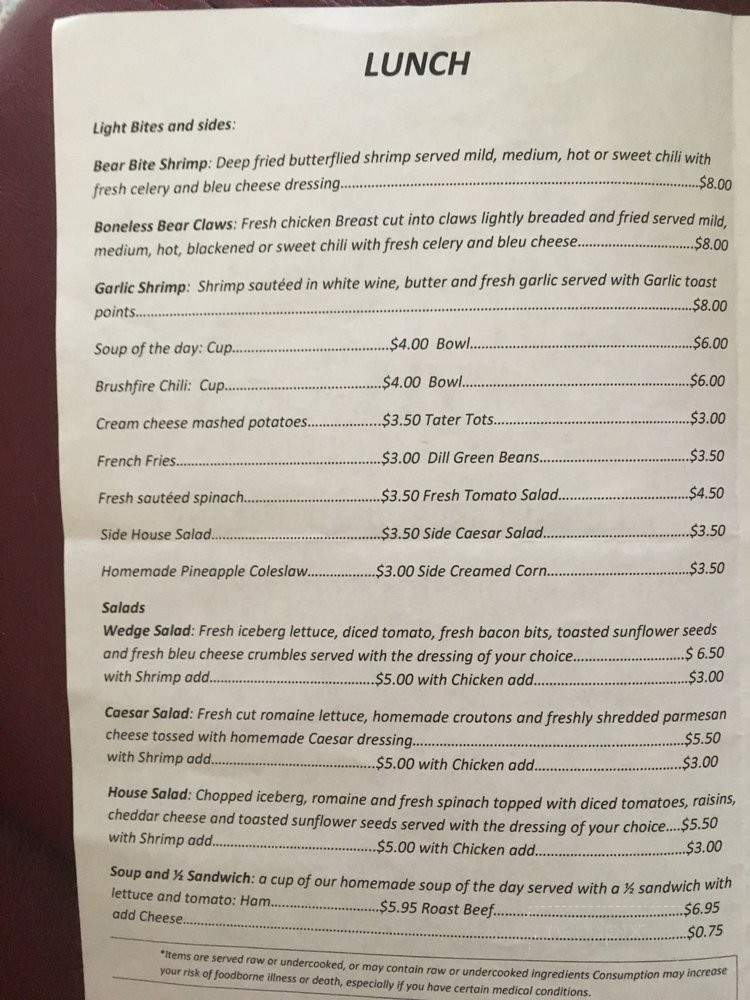 LUNCH
Light Bites and sides:
Bear Bite Shrimp: Deep fried butterflied shrimp served mild, medium, hot or sweet chili with
fresh celery and bleu cheese dressing...$8.00
Boneless Bear Claws: Fresh chicken Breast cut into claws lightly breaded and fried served mild,
medium, hot, blackened or sweet chili with fresh celery and bleu cheese...$8.00
Garlic Shrimp: Shrimp sautéed in white wine, butter and fresh garlic served with Garlic toast
points...$8.00
Soup of the day: Cup...$4.00 Bowl...$6.00
Brushfire Chili: Cup...$4.00 Bowl...$6.00
Cream cheese mashed potatoes...$3.50 Tater Tots...$3.00
French Fries...$3.00 Dill Green Beans...$3.50
Fresh sautéed spinach...$3.50 Fresh Tomato Salad...$4.50
Side House Salad...$3.50 Side Caesar Salad...$3.50
Homemade Pineapple Coleslaw...$3.00 Side Creamed Corn...$3.50
Salads
Wedge Salad: Fresh iceberg lettuce, diced tomato, fresh bacon bits, toasted sunflower seeds
and fresh bleu cheese crumbles served with the dressing of your choice...$ 6.50
with Shrimp add...$5.00 with Chicken add...$3.00
Caesar Salad: Fresh cut romaine lettuce, homemade croutons and freshly shredded parmesan
cheese tossed with homemade Caesar dressing...$5.50
with Shrimp add...$5.00 with Chicken add...$3.00
House Salad: Chopped iceberg, romaine and fresh spinach topped with diced tomatoes, raisins,
cheddar cheese and toasted sunflower seeds served with the dressing of your choice....$5.50
with Shrimp add...$5.00 with Chicken add...$3.00
Soup and ½ Sandwich: a cup of our homemade soup of the day served with a ½ sandwich with
lettuce and tomato: Ham...$5.95 Roast Beef...$6.95
add Cheese...$0.75
*Items are served raw or undercooked, or may contain raw or undercooked ingredients Consumption may increase
your risk of foodborne illness or death, especially if you have certain medical conditions.